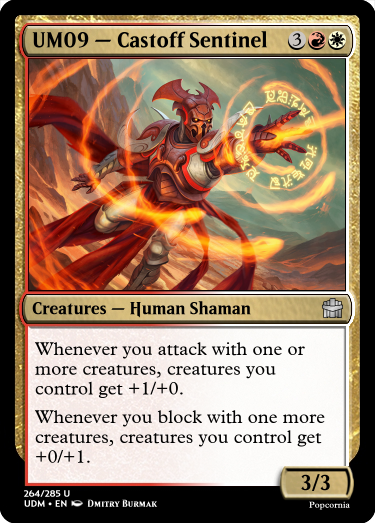 UM09 — Castoff Sentinel 3
Creatures — Human Shaman
Whenever you attack with one or
more creatures, creatures you
control get +1/+0.
Whenever you block with one more
creatures, creatures you control get
+0/+1.
3/3
264/285 U
UDM • EN Dmitry Burmak
Popcornia